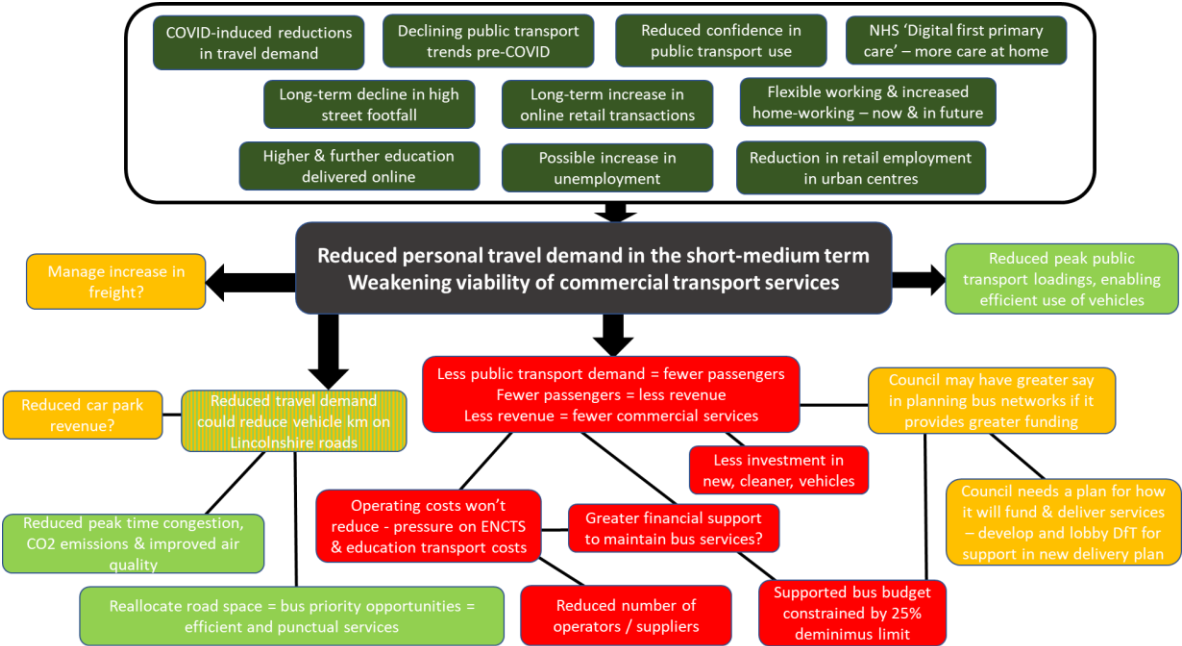 COVID-induced reductions
in travel demand
Declining public transport
trends pre-COVID
Reduced confidence in
public transport use
NHS ‘Digital first primary
care’ – more care at home
Long-term decline in high
street footfall
Long-term increase in
online retail transactions
Flexible working & increased
home-working – now & in future
Higher & further education
delivered online
Possible increase in
unemployment
Reduction in retail employment
in urban centres
Reduced personal travel demand in the short-medium term
Weakening viability of commercial transport services
Manage increase in
freight?
Reduced peak public
transport loadings, enabling
efficient use of vehicles
Reduced car park
revenue?
Reduced travel demand
could reduce vehicle km on
Lincolnshire roads
Less public transport demand = fewer passengers
Fewer passengers = less revenue
Less revenue = fewer commercial services
Council may have greater say
in planning bus networks if it
provides greater funding
Less investment in
new, cleaner, vehicles
Operating costs won’t
reduce - pressure on ENCTS
& education transport costs
Greater financial support
to maintain bus services?
Council needs a plan for how
it will fund & deliver services
– develop and lobby DfT for
support in new delivery plan
Reduced peak time congestion,
CO2 emissions & improved air
quality
Reallocate road space = bus priority opportunities =
efficient and punctual services
Reduced number of
operators / suppliers
Supported bus budget
constrained by 25%
deminimus limit